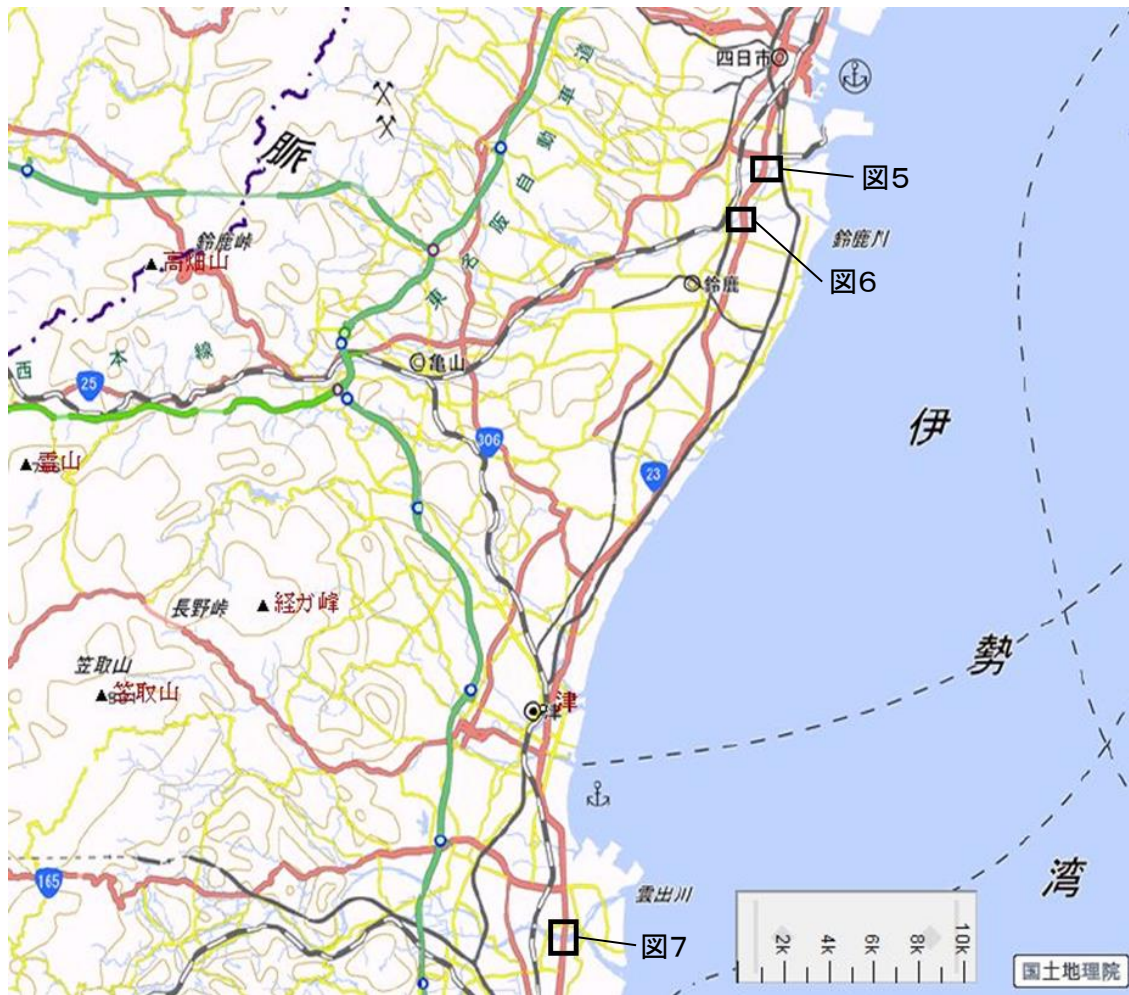 四日市
脈
図5
鈴鹿川
図6
鈴鹿峠
高畑山
鈴鹿
東名阪自動車道
亀山
西本線
25
306
霊山
23
伊
長野峠
経ガ峰
笠取山
笠取山
勢
津
津
湾
165
雲出川
図7
2K
4K
6K
8K
10K
国土地理院